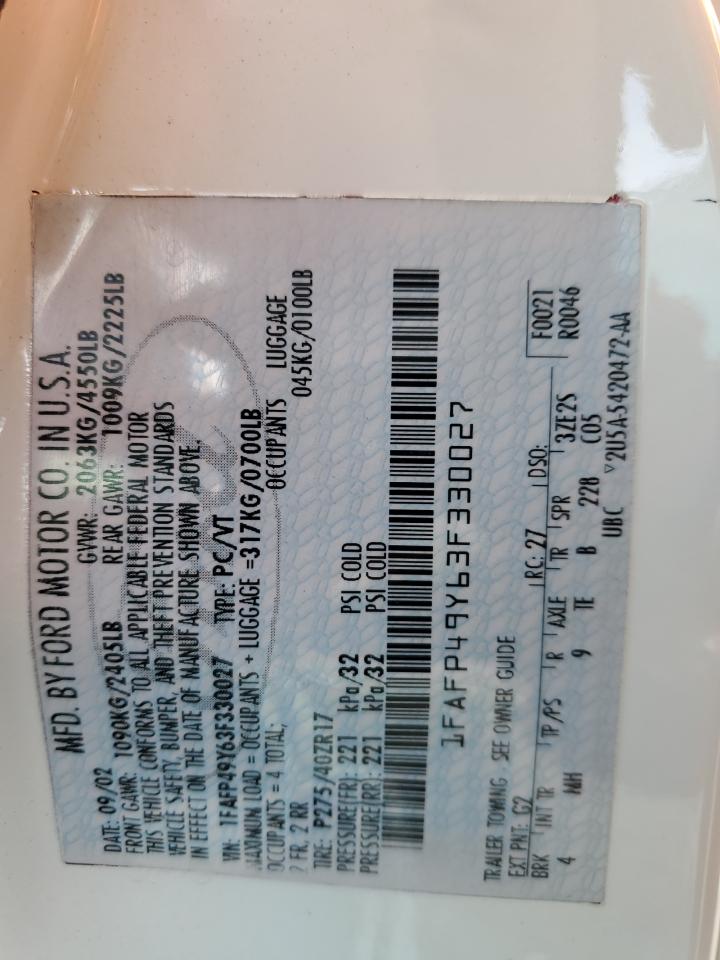 MFD. BY FORD MOTOR CO. IN U.S.A.
DATE: 09/02 GVWR: 2063KG/4550LB
FRONT GAWR: 1090KG/2405LB REAR GAWR: 1009KG/2225LB
THIS VEHICLE CONFORMS TO ALL APPLICABLE FEDERAL MOTOR
VEHICLE SAFETY, BUMPER, AND THEFT PREVENTION STANDARDS
IN EFFECT ON THE DATE OF MANUFACTURE SHOWN ABOVE.
VIN: 1FAFP49Y63F330027 TYPE: PC/VT
MAXIMUM LOAD = OCCUPANTS + LUGGAGE =317KG/0700LB
OCCUPANTS = 4 TOTAL; OCCUPANTS LUGGAGE
2 FR, 2 RR 045KG/0100LB
TIRE: P275/40ZR17
PRESSURE(FR): 221 kPa/32 PSI COLD
PRESSURE(RR): 221 kPa/32 PSI COLD
1FAFP49Y63F330027
TRAILER TOWING - SEE OWNER GUIDE
EXT PNT: G2 RC: 27 DSO: F0021
BRK INT TR TP/PS R AXLE TR SPR 3ZE2S R0046
4 MH 9 TE B 228 C05
UBC 2U5A-5420472-AA